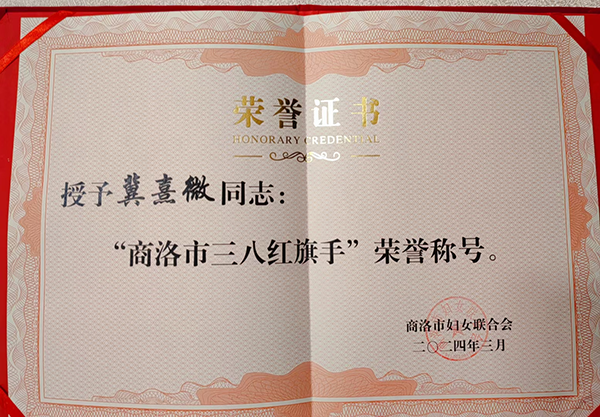 荣誉证书
HONORARY CREDENTIAL
授予冀熹微同志：
“商洛市三八红旗手”荣誉称号。
商洛市妇女联合会
二〇二四年三月